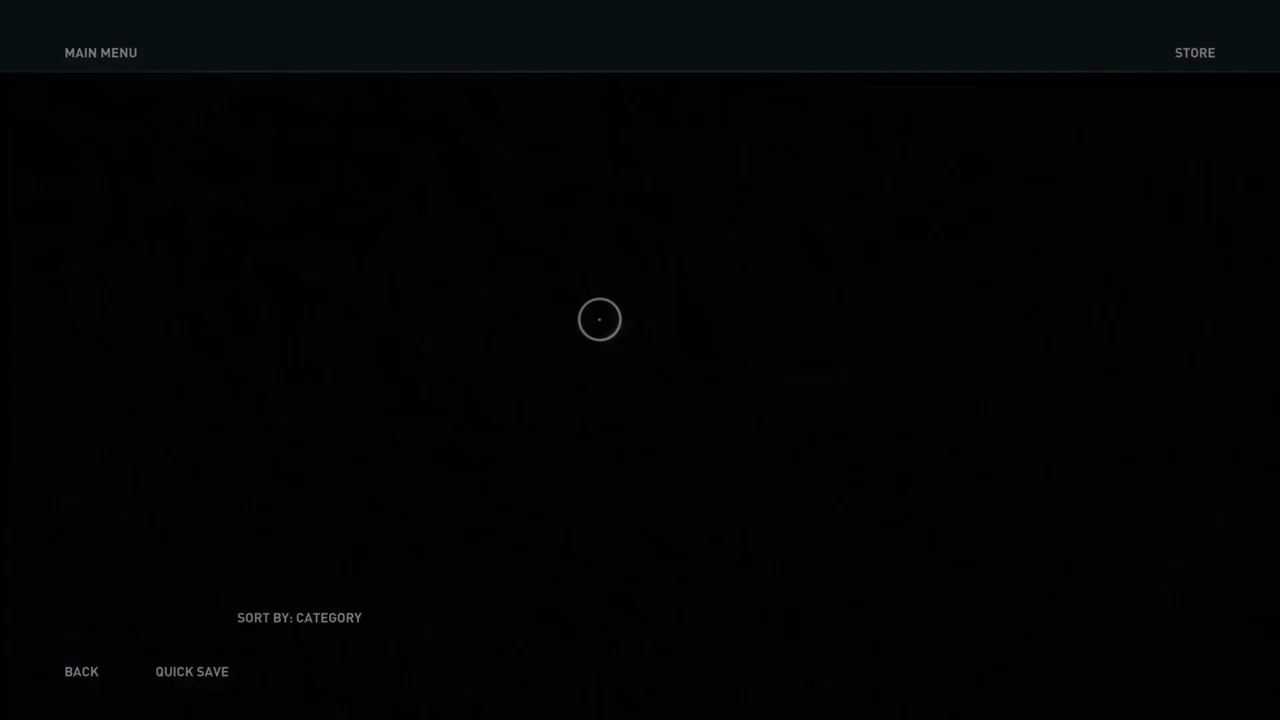 MAIN MENU
STORE
SORT BY: CATEGORY
BACK
QUICK SAVE